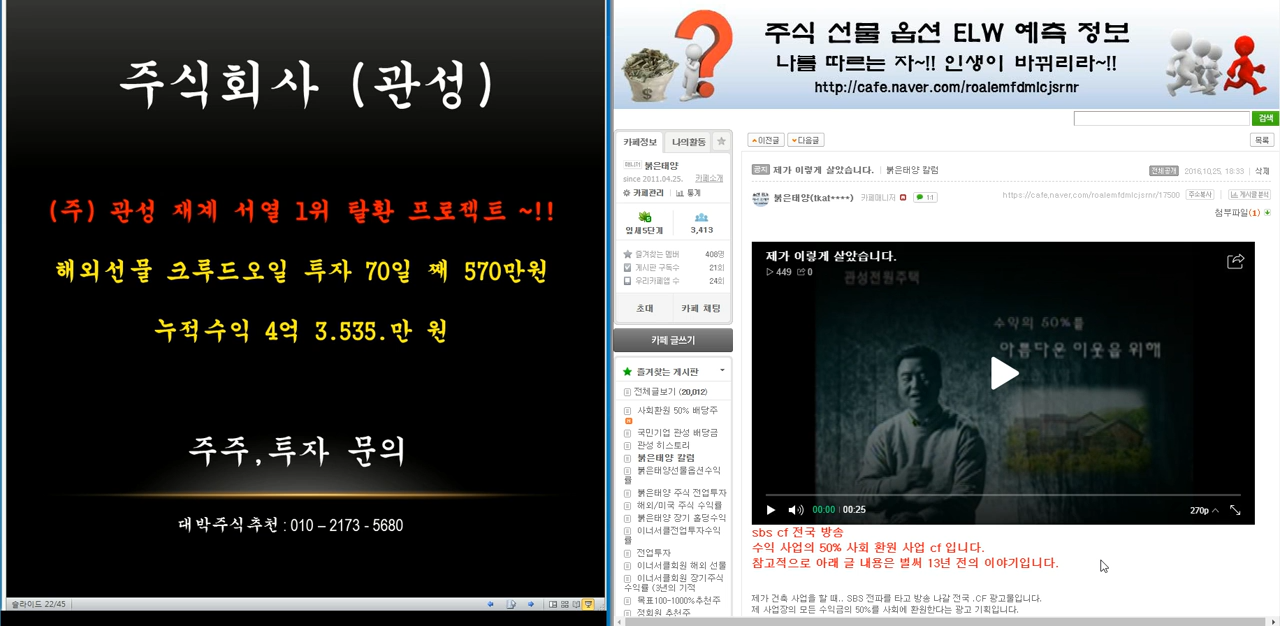 주식회사 (관성)
(주) 관성 재계 서열 1위 탈환 프로젝트 ~!!
해외선물 크루드오일 투자 70일 째 570만원
누적수익 4억 3.535.만 원
주주,투자 문의
대박주식추천 : 010 – 2173 - 5680
슬라이드 22/45
주식 선물 옵션 ELW 예측 정보
나를 따르는 자~!! 인생이 바뀌리라~!!
http://cafe.naver.com/roalemfdmlcjsrnr
검색
카페정보 나의활동
매니저 붉은태양
since 2011.04.25. 카페소개
카페관리 통계
잎새5단계 3,413
즐겨찾는 멤버 408명
게시판 구독수 21회
우리카페앱 수 24회
초대 카페 채팅
카페 글쓰기
즐겨찾는 게시판
전체글보기 (20,012)
사회환원 50% 배당주
국민기업 관성 배당금
관성 히스토리
붉은태양 칼럼
붉은태양선물옵션수익
률
붉은태양 주식 전업투자
해외/미국 주식 수익률
붉은태양 장기 홀딩수익
이너서클전업투자수익
률
전업투자
이너서클회원 해외 선물
이너서클회원 장기주식
수익률 (3년의 기적
목표100-1000%추천주
정회원 추천주
이전글 다음글 목록
공지 제가 이렇게 살았습니다. 붉은태양 칼럼 전체공개 2016.10.25. 18:33 삭제
붉은태양(tkat****) 카페매니저 11 https://cafe.naver.com/roalemfdmlcjsrnr/17500 주소복사 게시글분석
첨부파일(1)
제가 이렇게 살았습니다.
449 0
관성전원주택
수익의 50%를
아름다운 이웃을 위해
00:00 00:25 270p
sbs cf 전국 방송
수익 사업의 50% 사회 환원 사업 cf 입니다.
참고적으로 아래 글 내용은 벌써 13년 전의 이야기입니다.
제가 건축 사업을 할 때.. SBS 전파를 타고 방송 나갈 전국 .CF 광고물입니다.
제 사업장의 모든 수익금의 50%를 사회에 환원한다는 광고 기획입니다.